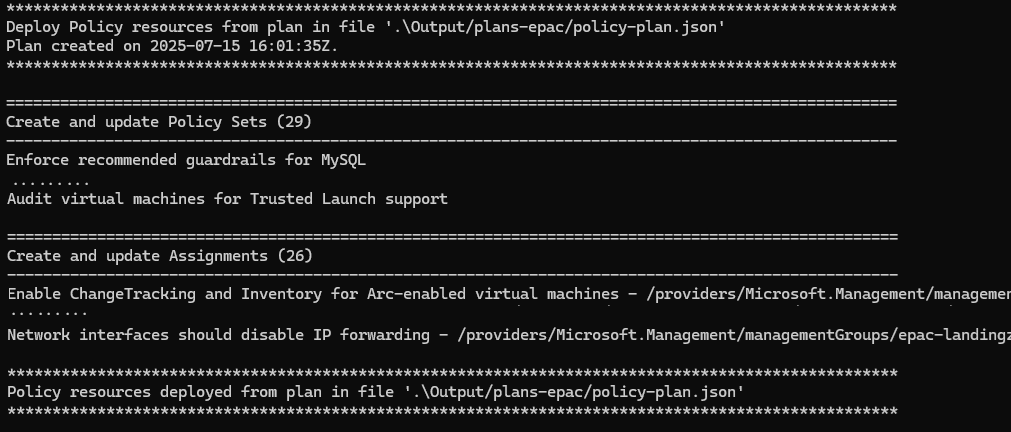 ***************************************************************************************************
Deploy Policy resources from plan in file '.\Output/plans-epac/policy-plan.json'
Plan created on 2025-07-15 16:01:35Z.
***************************************************************************************************
===================================================================================================
Create and update Policy Sets (29)
---------------------------------------------------------------------------------------------------
Enforce recommended guardrails for MySQL
.........
Audit virtual machines for Trusted Launch support
===================================================================================================
Create and update Assignments (26)
---------------------------------------------------------------------------------------------------
Enable ChangeTracking and Inventory for Arc-enabled virtual machines - /providers/Microsoft.Management/managemen
.........
Network interfaces should disable IP forwarding - /providers/Microsoft.Management/managementGroups/epac-landingz
***************************************************************************************************
Policy resources deployed from plan in file '.\Output/plans-epac/policy-plan.json'
***************************************************************************************************